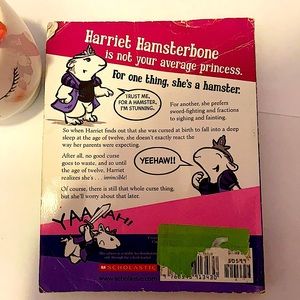 Harriet Hamsterbone
is not your average princess.
For one thing, she's a hamster.
TRUST ME,
FOR A HAMSTER,
I'M STUNNING.
For another, she prefers
sword-fighting and fractions
to sighing and fainting.
So when Harriet finds out that she was cursed at birth to fall into a deep
sleep at the age of twelve, she doesn't exactly react the
way her parents were expecting.
After all, no good curse
goes to waste, and so until
the age of twelve, Harriet
realizes she's . . . invincible!
YEEHAW!!
Of course, there is still that whole curse thing,
but she'll worry about that later.
YAAAAH!
SCHOLASTIC
www.scholastic.com